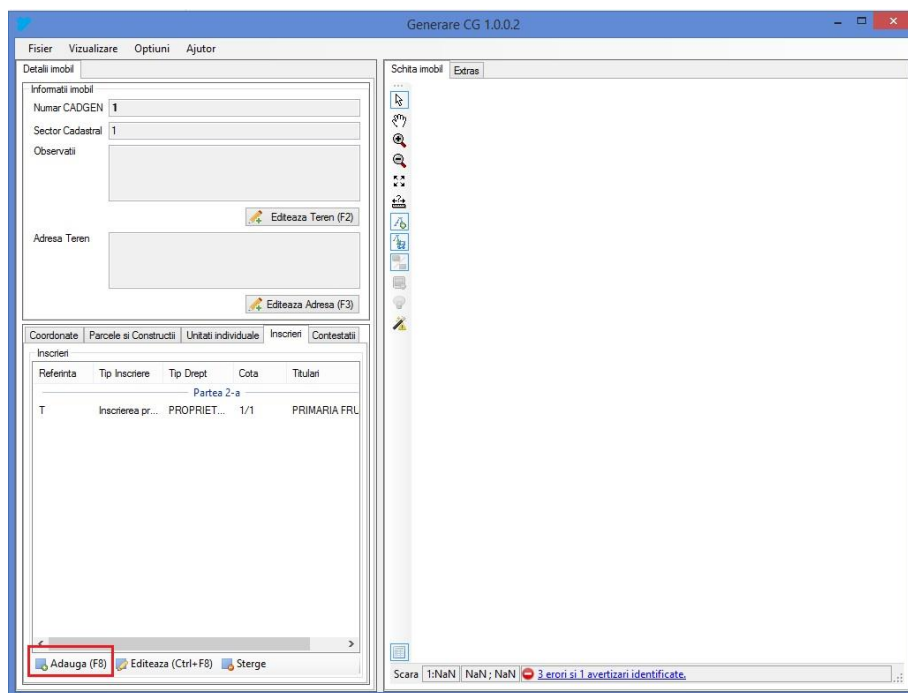 Generare CG 1.0.0.2
Fisier Vizualizare Optiuni Ajutor
Detalii imobil
Informatii imobil
Numar CADGEN 1
Sector Cadastral 1
Observatii
Editeaza Teren (F2)
Adresa Teren
Editeaza Adresa (F3)
Coordonate Parcele si Constructii Unitati individuale Inscrieri Contestatii
Inscrieri
Referinta Tip Inscriere Tip Drept Cota Titulari
Partea 2-a
T Inscrierea pr... PROPRIET... 1/1 PRIMARIA FRU
Adauga (F8) Editeaza (Ctrl+F8) Sterge
Schita imobil Extras
Scara 1:NaN NaN ; NaN 3 erori si 1 avertizari identificate.